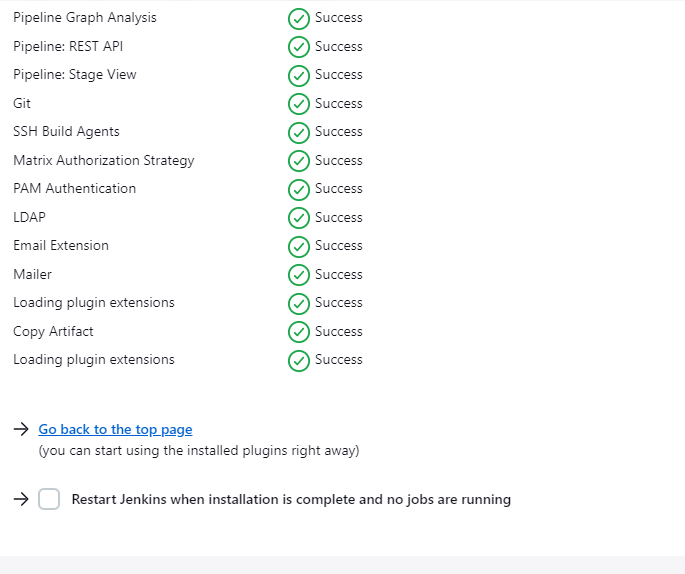 Pipeline Graph Analysis Success
Pipeline: REST API Success
Pipeline: Stage View Success
Git Success
SSH Build Agents Success
Matrix Authorization Strategy Success
PAM Authentication Success
LDAP Success
Email Extension Success
Mailer Success
Loading plugin extensions Success
Copy Artifact Success
Loading plugin extensions Success
Go back to the top page
(you can start using the installed plugins right away)
Restart Jenkins when installation is complete and no jobs are running